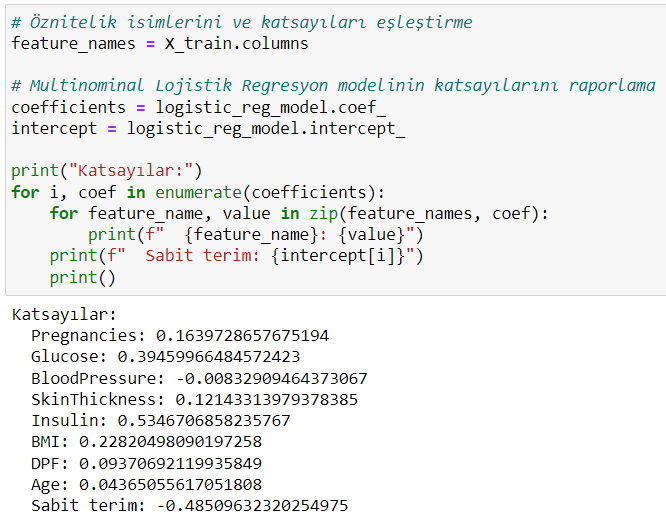 # Öznitelik isimlerini ve katsayıları eşleştirme
feature_names = X_train.columns
# Multinominal Lojistik Regresyon modelinin katsayılarını raporlama
coefficients = logistic_reg_model.coef_
intercept = logistic_reg_model.intercept_
print("Katsayılar:")
for i, coef in enumerate(coefficients):
    for feature_name, value in zip(feature_names, coef):
        print(f"  {feature_name}: {value}")
    print(f"  Sabit terim: {intercept[i]}")
    print()
Katsayılar:
  Pregnancies: 0.1639728657675194
  Glucose: 0.39459966484572423
  BloodPressure: -0.00832909464373067
  SkinThickness: 0.12143313979378385
  Insulin: 0.5346706858235767
  BMI: 0.22820498090197258
  DPF: 0.09370692119935849
  Age: 0.04365055617051808
  Sabit terim: -0.48509632320254975